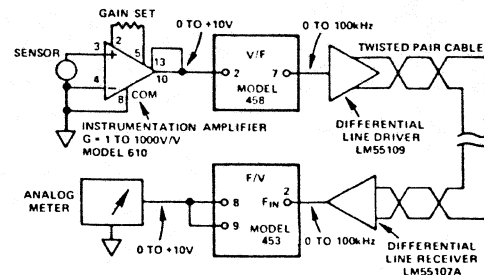 GAIN SET
SENSOR
3
2
5
13
4
10
8
COM
INSTRUMENTATION AMPLIFIER
G = 1 TO 1000V/V
MODEL 610
0 TO +10V
V/F
2
7
MODEL
458
0 TO 100kHz
TWISTED PAIR CABLE
DIFFERENTIAL
LINE DRIVER
LM55109
ANALOG
METER
0 TO +10V
F/V
8
9
2
FIN
MODEL
453
0 TO 100kHz
DIFFERENTIAL
LINE RECEIVER
LM55107A